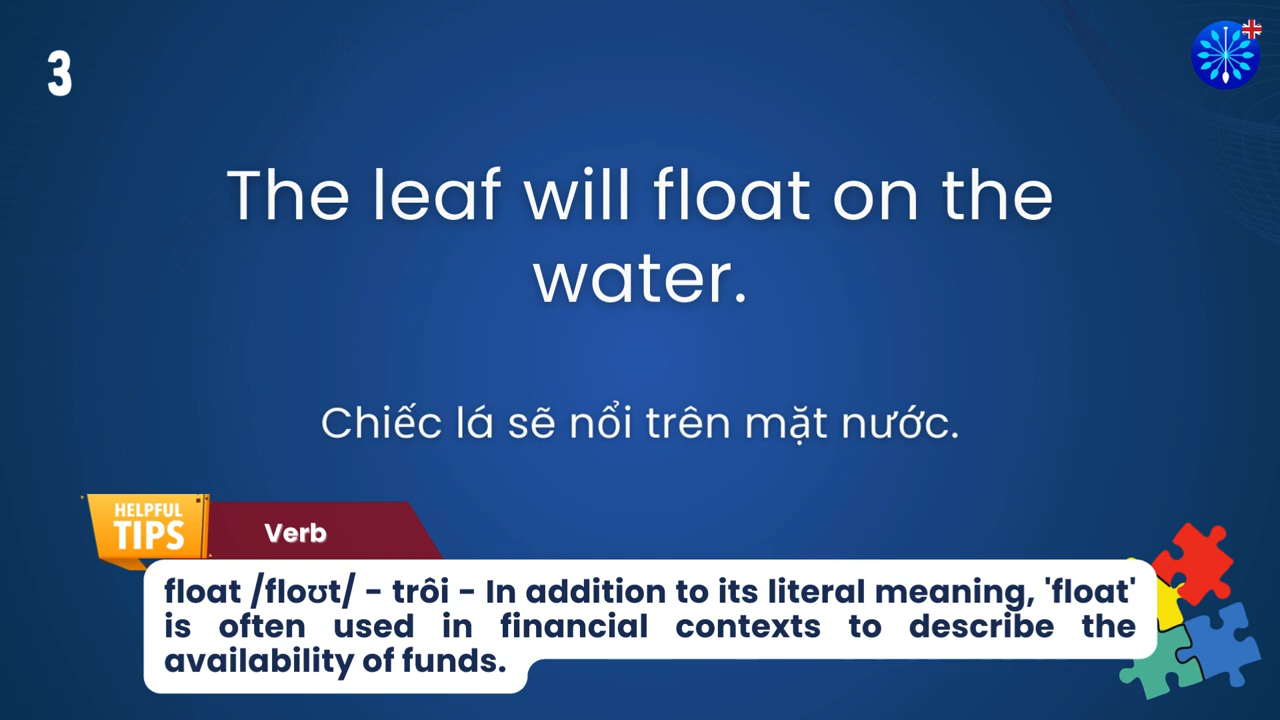 3
The leaf will float on the
water.
Chiếc lá sẽ nổi trên mặt nước.
HELPFUL
TIPS
Verb
float /floʊt/ - trôi - In addition to its literal meaning, 'float'
is often used in financial contexts to describe the
availability of funds.